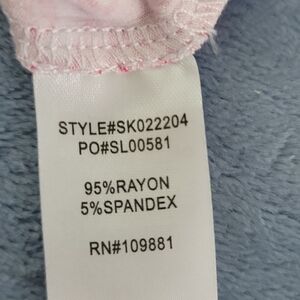 STYLE#SK022204
PO#SL00581
95%RAYON
5%SPANDEX
RN#109881